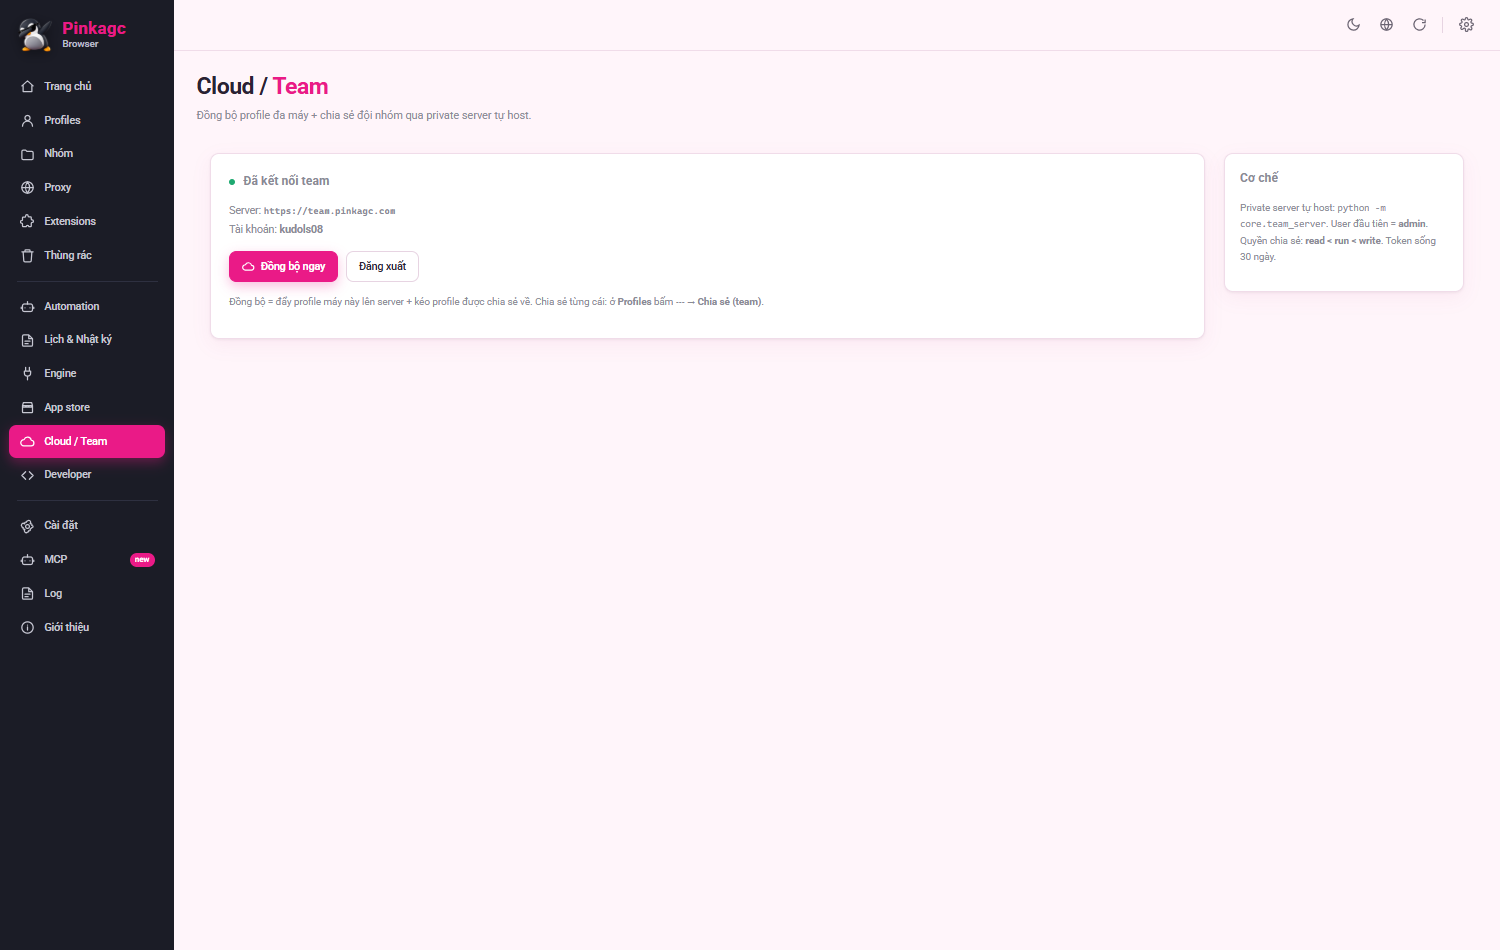 Pinkagc
Browser
Trang chủ
Profiles
Nhóm
Proxy
Extensions
Thùng rác
Automation
Lịch & Nhật ký
Engine
App store
Cloud / Team
Developer
Cài đặt
MCP new
Log
Giới thiệu
Cloud / Team
Đồng bộ profile đa máy + chia sẻ đội nhóm qua private server tự host.
Đã kết nối team
Server: https://team.pinkagc.com
Tài khoản: kudols08
Đồng bộ ngay
Đăng xuất
Đồng bộ = đẩy profile máy này lên server + kéo profile được chia sẻ về. Chia sẻ từng cái: ở Profiles bấm ··· → Chia sẻ (team).
Cơ chế
Private server tự host: python -m
core.team_server. User đầu tiên = admin.
Quyền chia sẻ: read < run < write. Token sống
30 ngày.